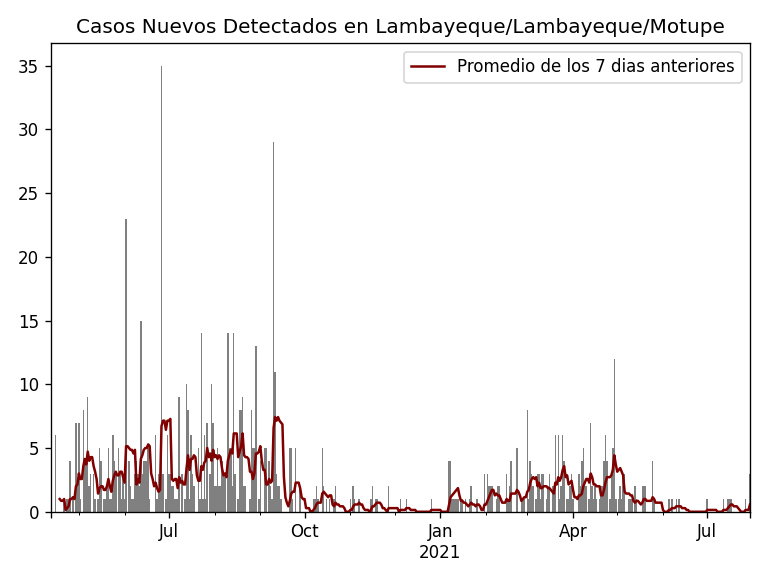 Casos Nuevos Detectados en Lambayeque/Lambayeque/Motupe
Promedio de los 7 dias anteriores
35
30
25
20
15
10
5
0
Jul
Oct
Jan
2021
Apr
Jul